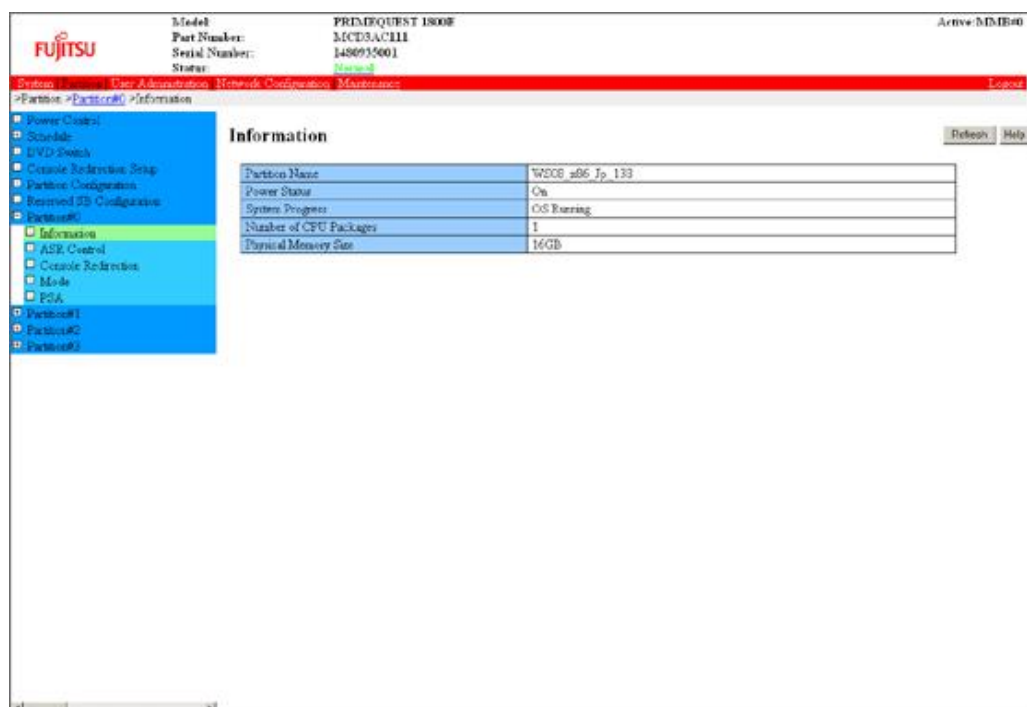 FUJITSU
Model: PRIMEQUEST 1800E
Part Number: MCD3AC111
Serial Number: 1480935001
Status: Normal
Active:MMB#0
System Partition User Administration Network Configuration Maintenance Logout
>Partition >Partition#0 >Information
Power Control
Schedule
DVD Switch
Console Redirection Setup
Partition Configuration
Reserved SB Configuration
Partition#0
Information
ASR Control
Console Redirection
Mode
PSA
Partition#1
Partition#2
Partition#3
Information
Refresh Help
Partition Name WS08_x86_Jp_133
Power Status On
System Progress OS Running
Number of CPU Packages 1
Physical Memory Size 16GB